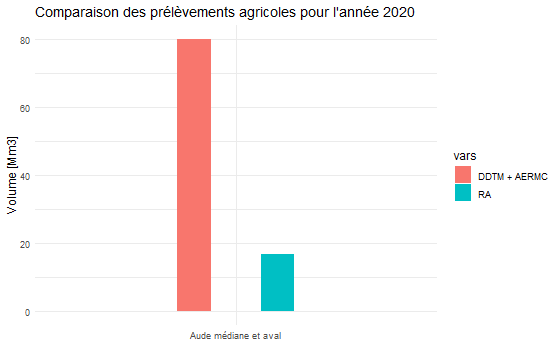 Comparaison des prélèvements agricoles pour l'année 2020
Volume [Mm3]
80
60
40
20
0
Aude médiane et aval
vars
DDTM + AERMC
RA